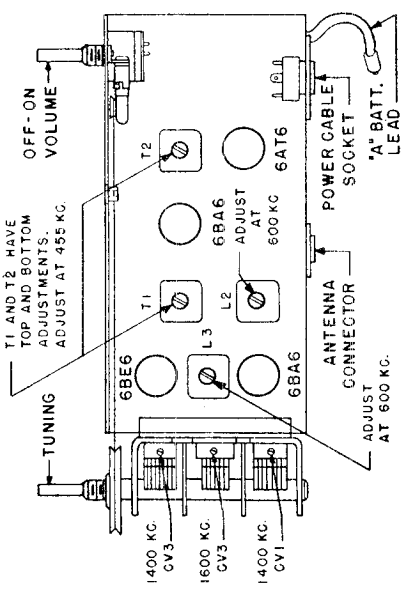 TUNING
OFF-ON
VOLUME
T1 AND T2 HAVE
TOP AND BOTTOM
ADJUSTMENTS.
ADJUST AT 455 KC.
T1
T2
6BE6
6BA6
6AT6
L3
L2
ADJUST
AT
600 KC
6BA6
1400 KC.
CV3
1600 KC.
CV3
1400 KC.
CV1
ADJUST
AT 600 KC.
ANTENNA
CONNECTOR
POWER CABLE
SOCKET
"A" BATT.
LEAD